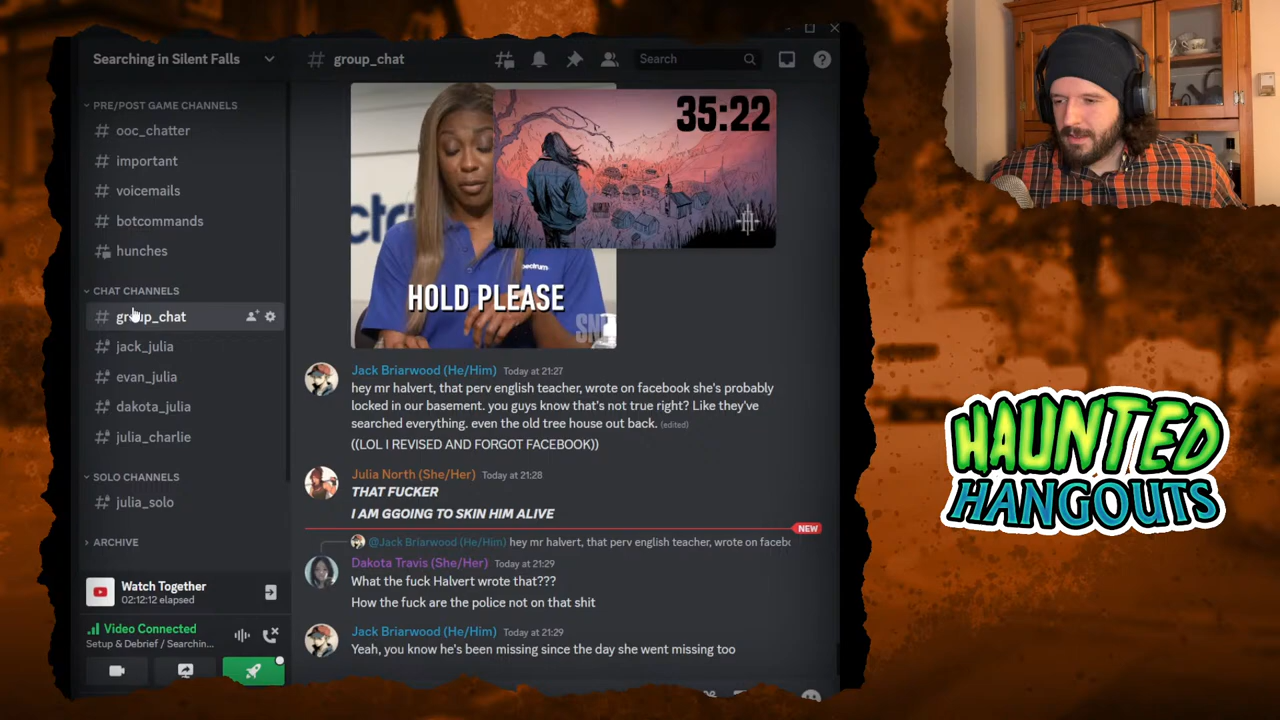 Searching in Silent Falls
PRE/POST GAME CHANNELS
# ooc_chatter
# important
# voicemails
# botcommands
hunches
CHAT CHANNELS
# group_chat
jack_julia
evan_julia
dakota_julia
julia_charlie
SOLO CHANNELS
julia_solo
ARCHIVE
Watch Together
02:12:12 elapsed
Video Connected
Setup & Debrief / Searchin...
# group_chat
Search
35:22
spectrum
HOLD PLEASE
SNL
Jack Briarwood (He/Him) Today at 21:27
hey mr halvert, that perv english teacher, wrote on facebook she's probably
locked in our basement. you guys know that's not true right? Like they've
searched everything. even the old tree house out back. (edited)
((LOL I REVISED AND FORGOT FACEBOOK))
Julia North (She/Her) Today at 21:28
THAT FUCKER
I AM GGOING TO SKIN HIM ALIVE
NEW
@Jack Briarwood (He/Him) hey mr halvert, that perv english teacher, wrote on facebo
Dakota Travis (She/Her) Today at 21:29
What the fuck Halvert wrote that???
How the fuck are the police not on that shit
Jack Briarwood (He/Him) Today at 21:29
Yeah, you know he's been missing since the day she went missing too
HAUNTED
HANGOUTS